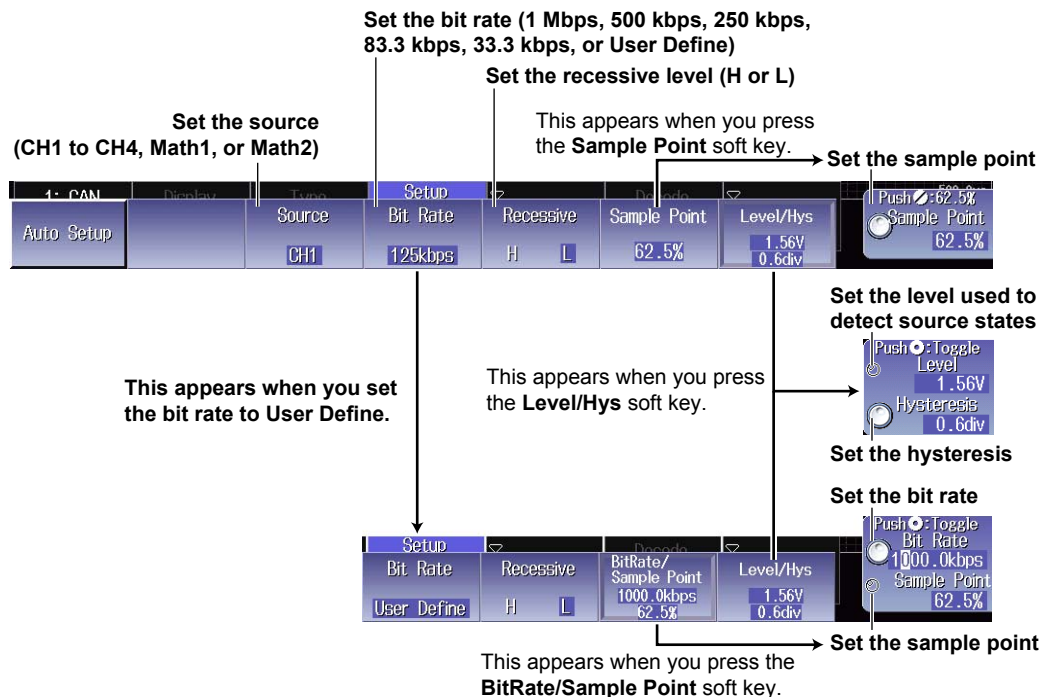 Set the bit rate (1 Mbps, 500 kbps, 250 kbps,
83.3 kbps, 33.3 kbps, or User Define)
Set the recessive level (H or L)
Set the source
(CH1 to CH4, Math1, or Math2)
This appears when you press
the Sample Point soft key.
Set the sample point
1: CAN Display Type Setup Decode
Auto Setup
Source
CH1
Bit Rate
125kbps
Recessive
H L
Sample Point
62.5%
Level/Hys
1.56V
0.6div
Push :62.5%
Sample Point
62.5%
Set the level used to
detect source states
Push :Toggle
Level
1.56V
Hysteresis
0.6div
Set the hysteresis
This appears when you set
the bit rate to User Define.
This appears when you press
the Level/Hys soft key.
Set the bit rate
Setup Decode
Bit Rate
User Define
Recessive
H L
BitRate/
Sample Point
1000.0kbps
62.5%
Level/Hys
1.56V
0.6div
Push :Toggle
Bit Rate
1000.0kbps
Sample Point
62.5%
Set the sample point
This appears when you press the
BitRate/Sample Point soft key.